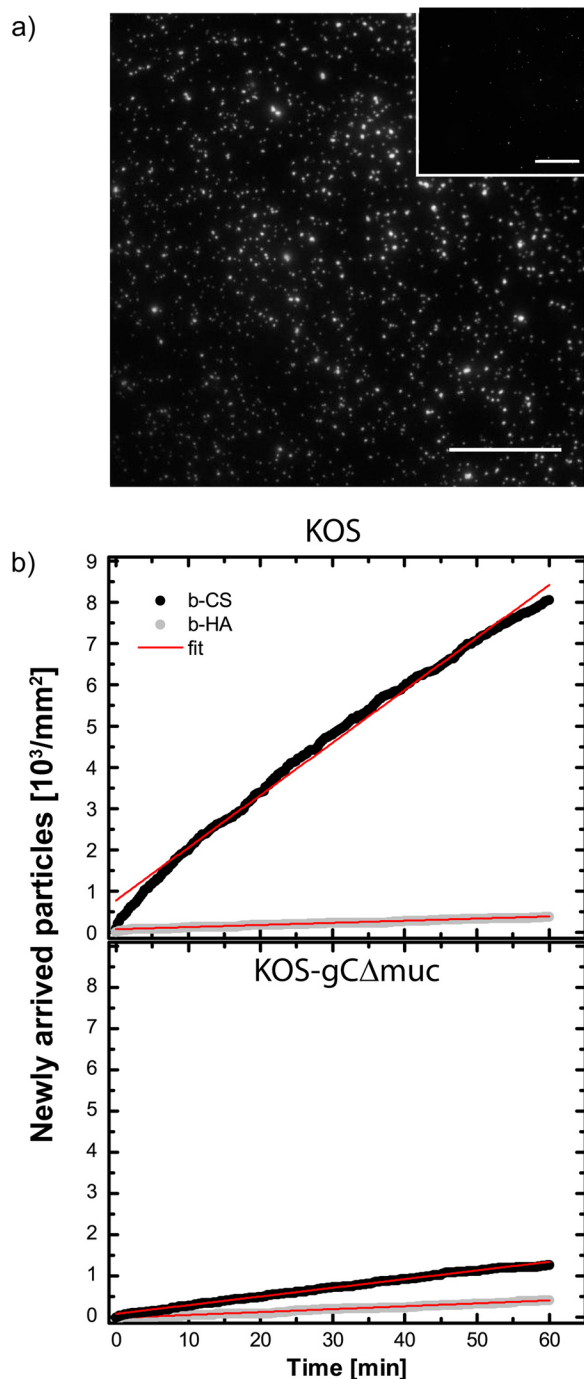 a)
KOS
b)
9
8
7
6
5
4
3
2
1
0
b-CS
b-HA
fit
Newly arrived particles [10³/mm²]
KOS-gCΔmuc
8
7
6
5
4
3
2
1
0
0 10 20 30 40 50 60
Time [min]